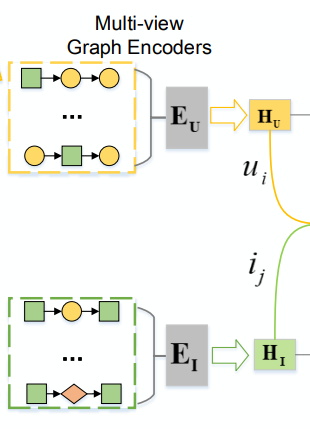 Multi-view
Graph Encoders
...
E_U
H_U
u_i
i_j
...
E_I
H_I